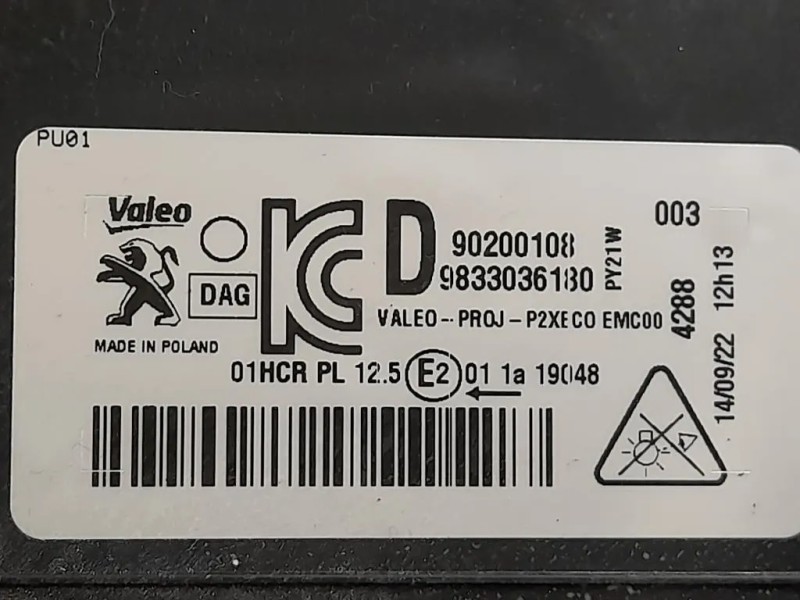 PU01
Valeo
DAG
MADE IN POLAND
KC
D
90200108
9833036180
PY21W
003
VALEO-- PROJ - P2XECO EMC00
4288
14/09/22 12h13
01HCR PL 12.5 E2 01 1a 19048